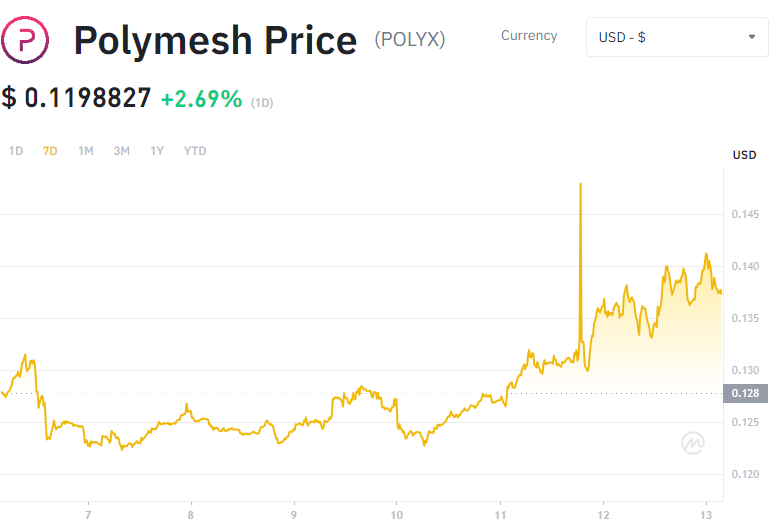 Polymesh Price (POLYX)
Currency
USD - $
$ 0.1198827 +2.69% (1D)
1D 7D 1M 3M 1Y YTD
USD
0.145
0.140
0.135
0.130
0.128
0.125
0.120
7 8 9 10 11 12 13